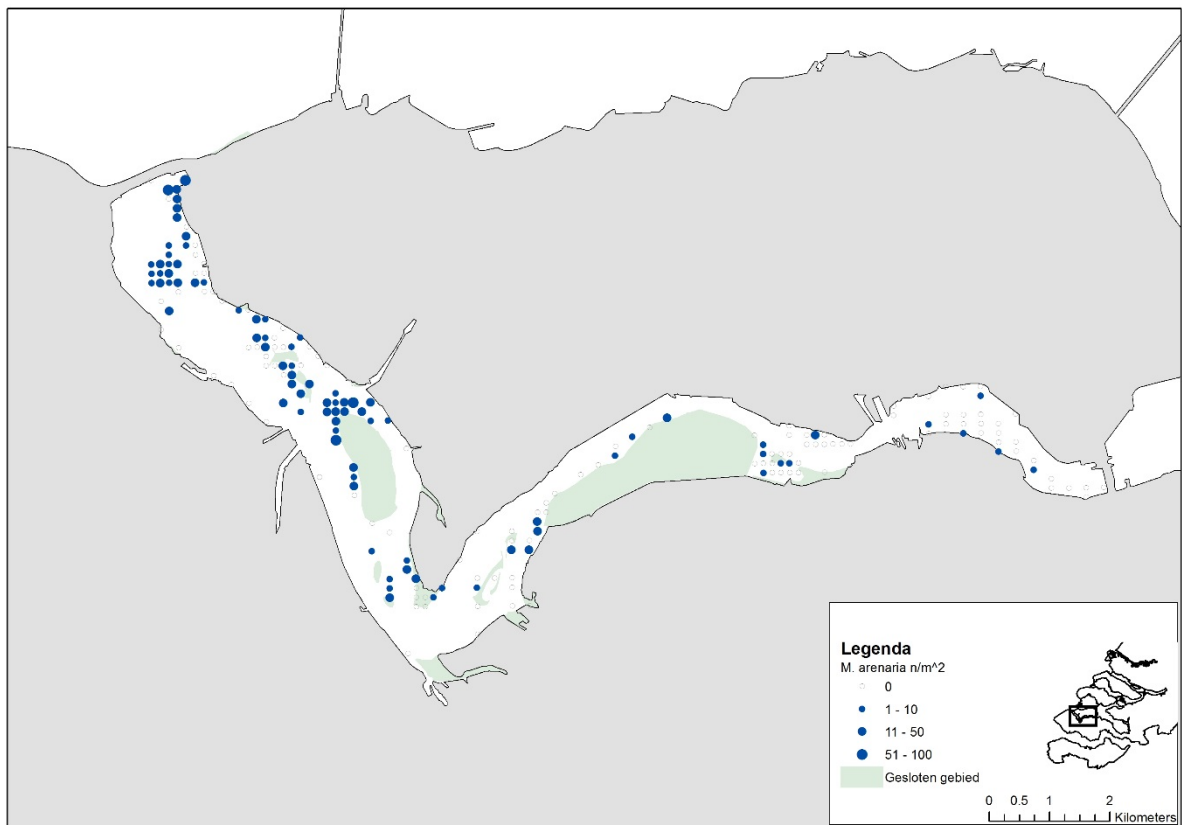 Legenda
M. arenaria n/m^2
0
1 - 10
11 - 50
51 - 100
Gesloten gebied
0 0.5 1 2
Kilometers